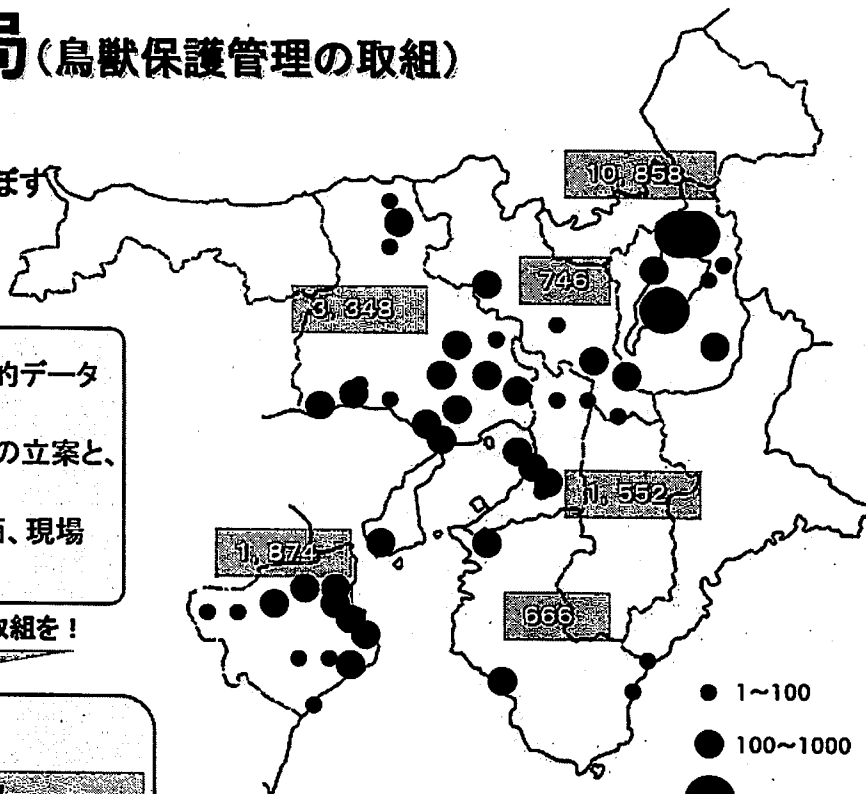 局(鳥獣保護管理の取組)
ぼす
10,858
746
3,348
的データ
の立案と、
1,552
1,874
、現場
取組を!
666
1~100
100~1000